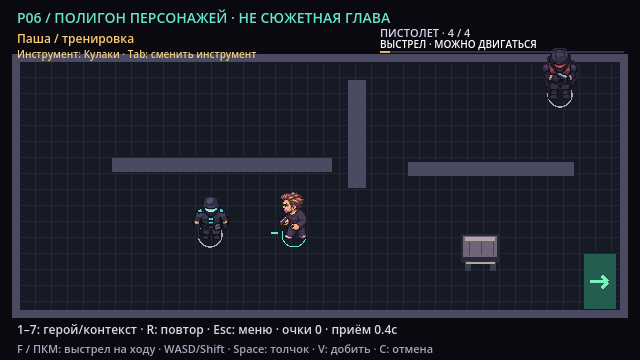 P06 / ПОЛИГОН ПЕРСОНАЖЕЙ · НЕ СЮЖЕТНАЯ ГЛАВА
Паша / тренировка
ПИСТОЛЕТ · 4 / 4
ВЫСТРЕЛ · МОЖНО ДВИГАТЬСЯ
Инструмент: Кулаки · Tab: сменить инструмент
1–7: герой/контекст · R: повтор · Esc: меню · очки 0 · приём 0.4с
F / ПКМ: выстрел на ходу · WASD/Shift · Space: толчок · V: добить · C: отмена